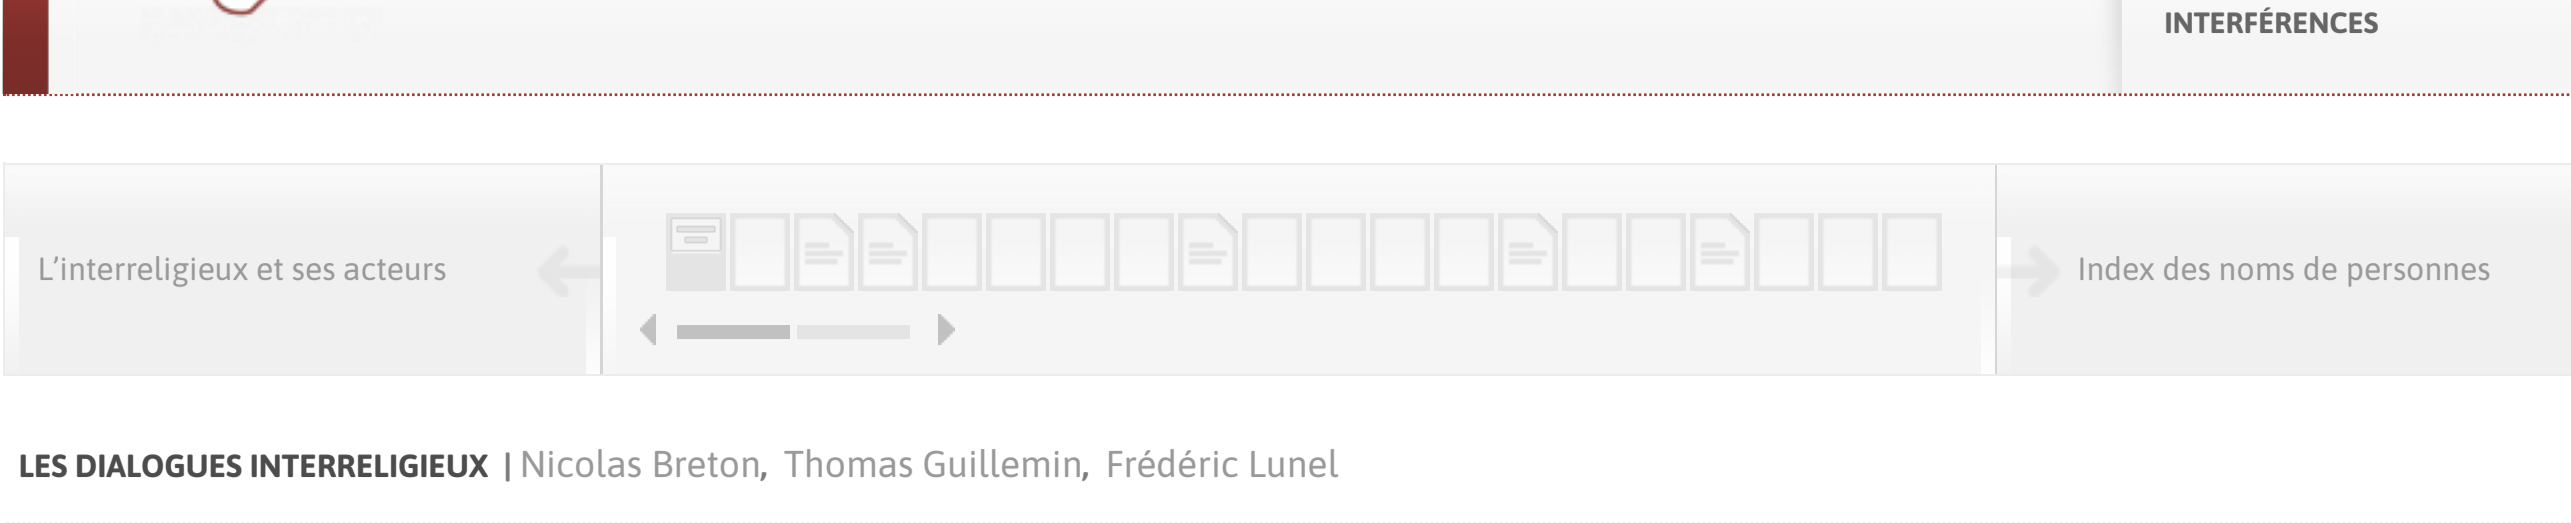 INTERFÉRENCES
L’interreligieux et ses acteurs
Index des noms de personnes
LES DIALOGUES INTERRELIGIEUX | Nicolas Breton, Thomas Guillemin, Frédéric Lunel